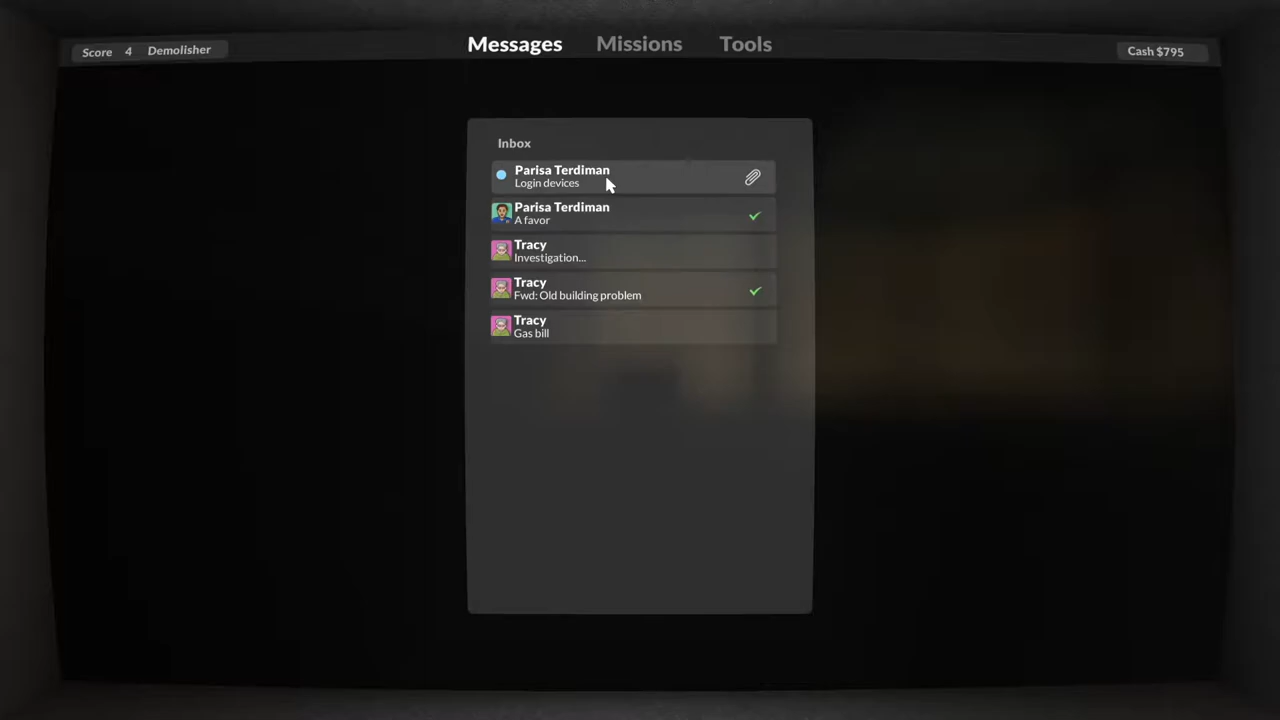 Score 4 Demolisher
Messages Missions Tools
Cash $795
Inbox
Parisa Terdiman
Login devices
Parisa Terdiman
A favor
Tracy
Investigation...
Tracy
Fwd: Old building problem
Tracy
Gas bill